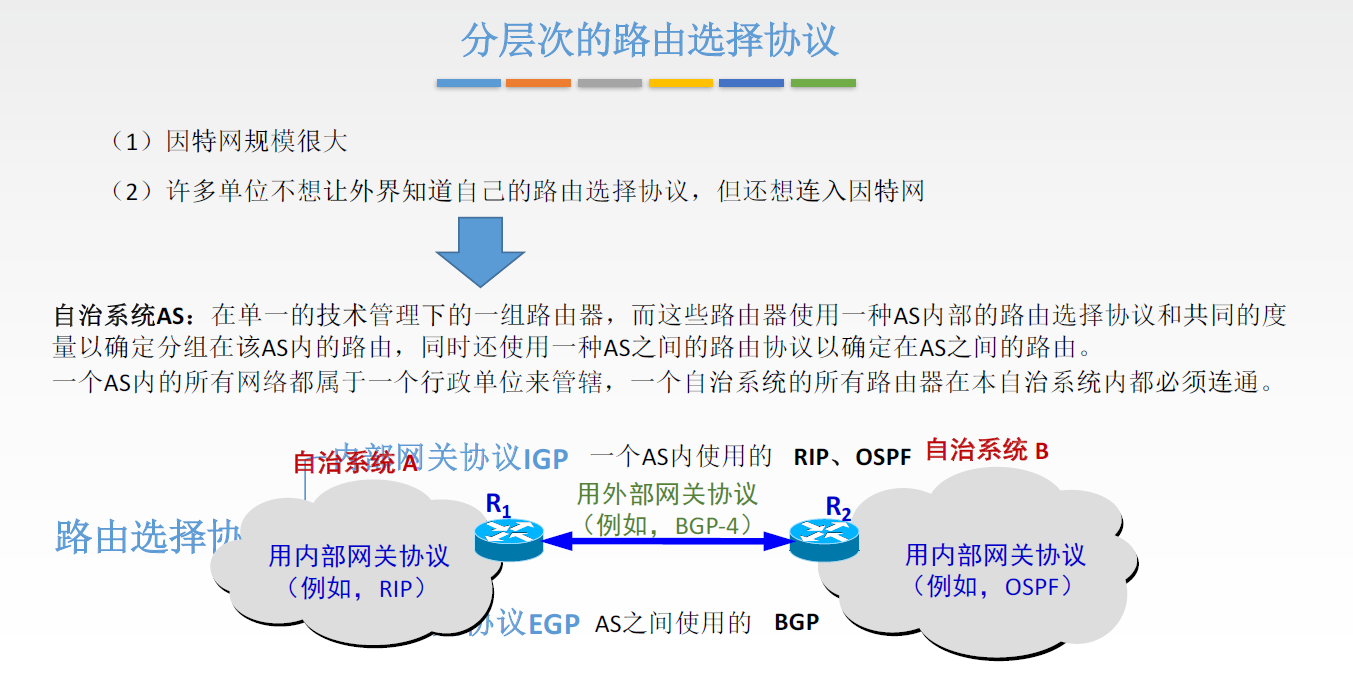 分层次的路由选择协议
（1）因特网规模很大
（2）许多单位不想让外界知道自己的路由选择协议，但还想连入因特网
自治系统AS：在单一的技术管理下的一组路由器，而这些路由器使用一种AS内部的路由选择协议和共同的度
量以确定分组在该AS内的路由，同时还使用一种AS之间的路由协议以确定在AS之间的路由。
一个AS内的所有网络都属于一个行政单位来管辖，一个自治系统的所有路由器在本自治系统内都必须连通。
内部网关协议IGP 一个AS内使用的 RIP、OSPF
自治系统 A
自治系统 B
用外部网关协议
（例如，BGP-4）
R1
R2
路由选择协
用内部网关协议
（例如，RIP）
用内部网关协议
（例如，OSPF）
协议EGP AS之间使用的 BGP